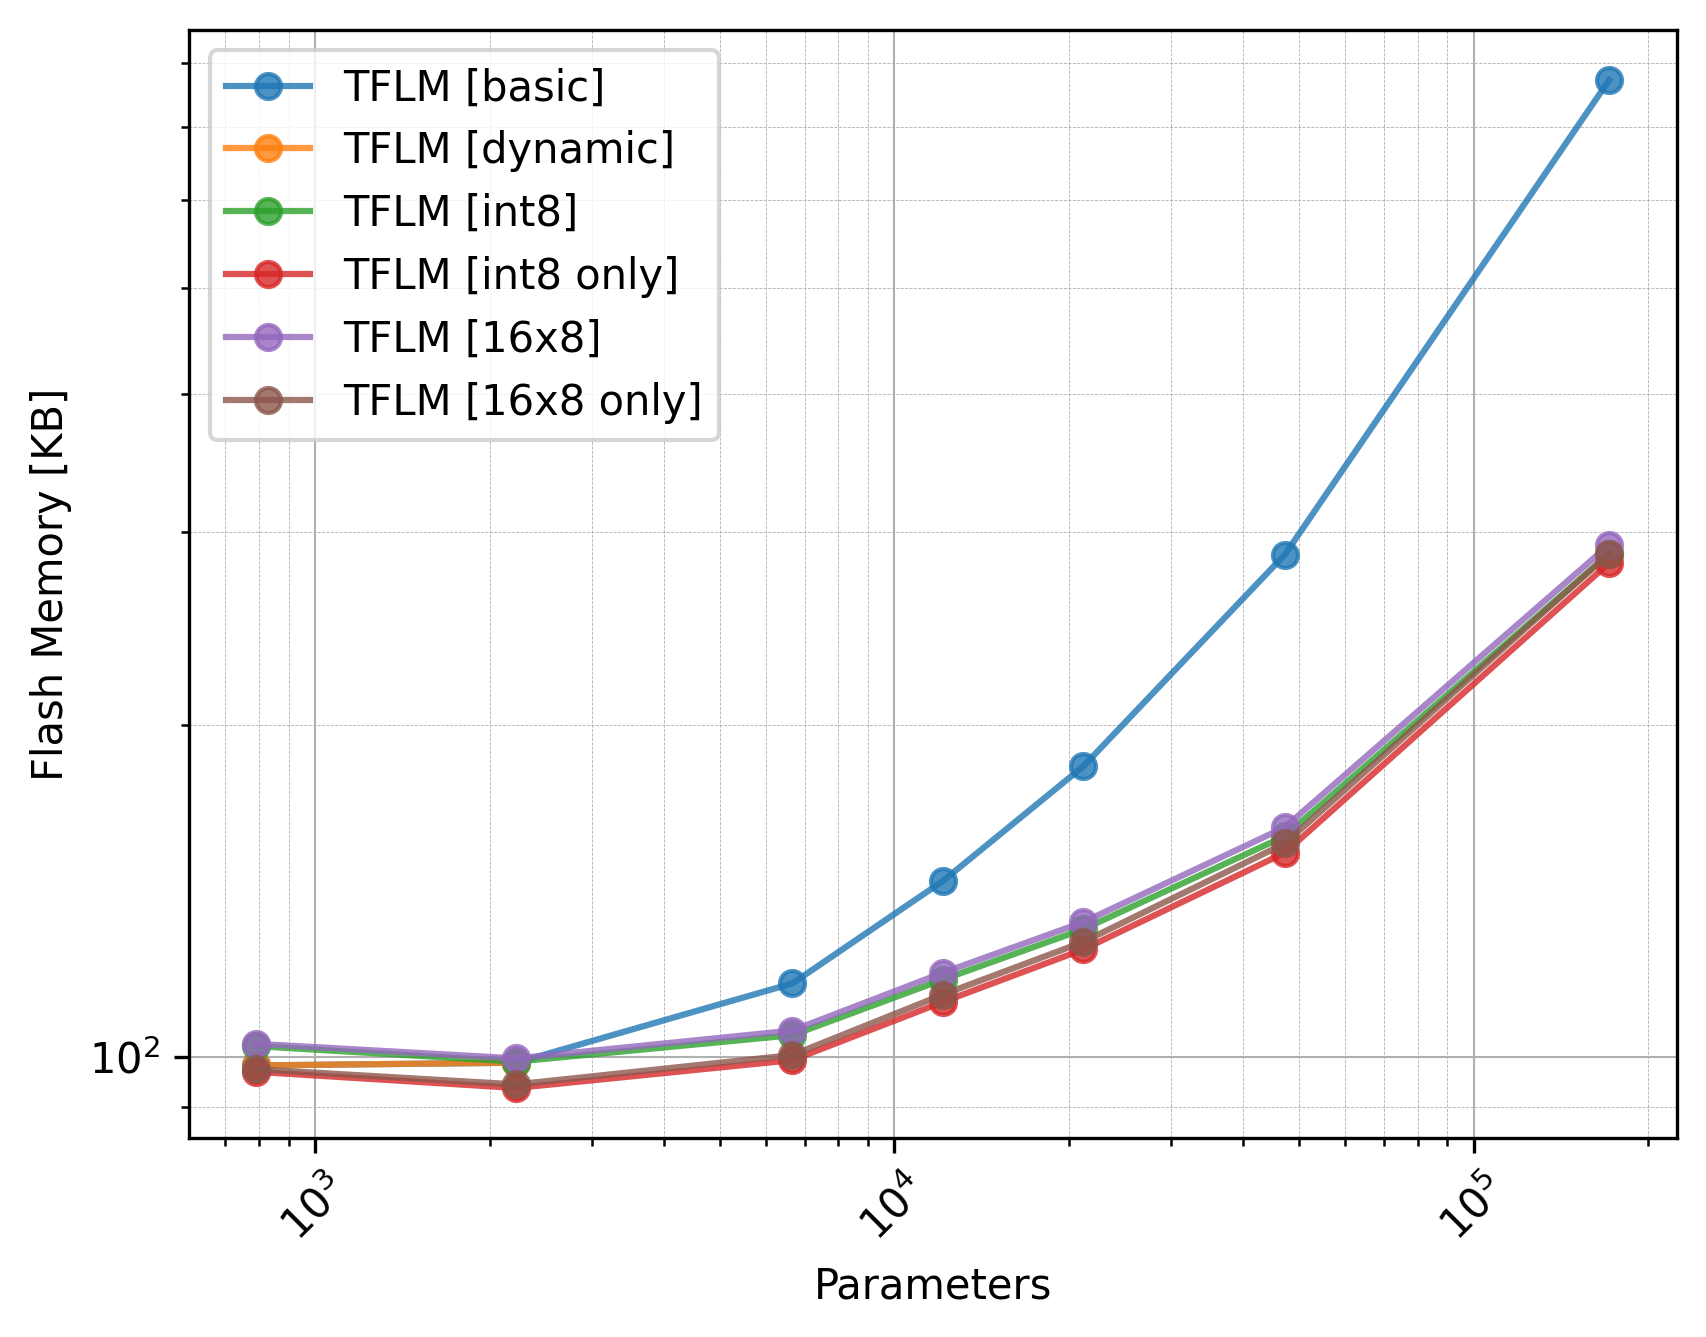 TFLM [basic]
TFLM [dynamic]
TFLM [int8]
TFLM [int8 only]
TFLM [16x8]
TFLM [16x8 only]
Flash Memory [KB]
10²
10³
10⁴
10⁵
Parameters